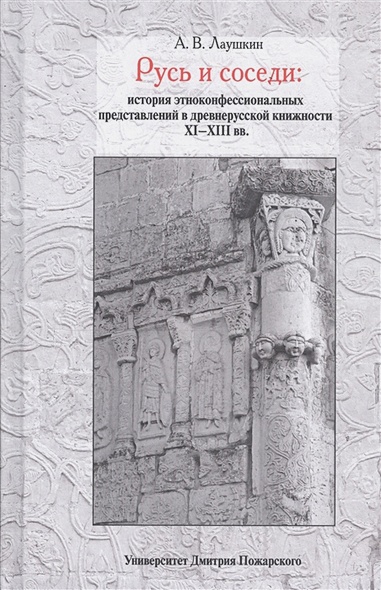 А. В. Лаушкин
Русь и соседи:
история этноконфессиональных
представлений в древнерусской книжности
XI–XIII вв.
Университет Дмитрия Пожарского